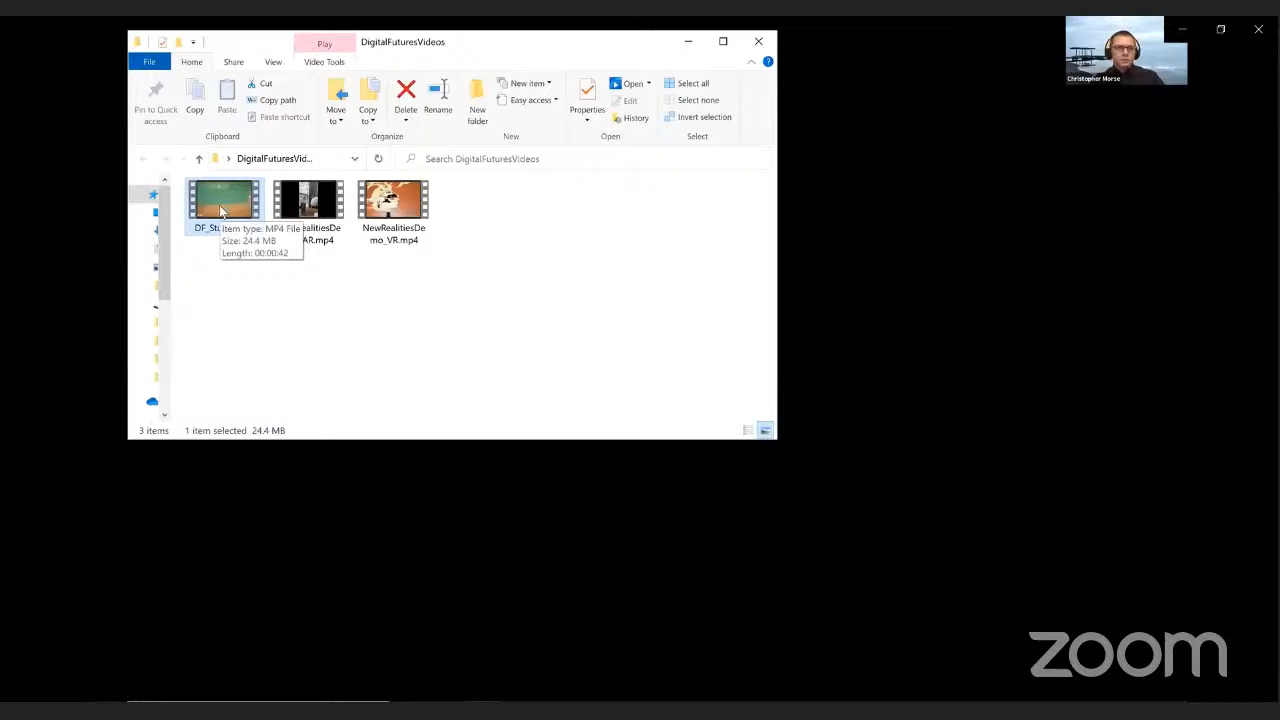 Play
DigitalFuturesVideos
File
Home
Share
View
Video Tools
Pin to Quick
access
Copy
Paste
Cut
Copy path
Paste shortcut
Clipboard
Move
to
Copy
to
Delete
Rename
Organize
New
folder
New item
Easy access
New
Properties
Open
Edit
History
Open
Select all
Select none
Invert selection
Select
DigitalFuturesVid...
Search DigitalFuturesVideos
Item type: MP4 File
Size: 24.4 MB
Length: 00:00:42
ealitiesDe
AR.mp4
NewRealitiesDe
mo_VR.mp4
3 items
1 item selected 24.4 MB
Christopher Morse
zoom